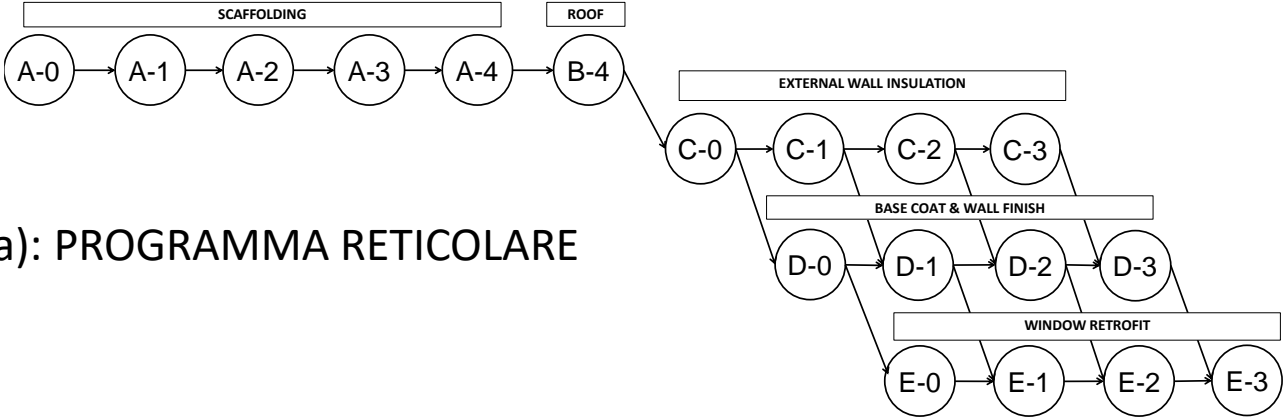 SCAFFOLDING
ROOF
A-0
A-1
A-2
A-3
A-4
B-4
EXTERNAL WALL INSULATION
C-0
C-1
C-2
C-3
BASE COAT & WALL FINISH
a): PROGRAMMA RETICOLARE
D-0
D-1
D-2
D-3
WINDOW RETROFIT
E-0
E-1
E-2
E-3